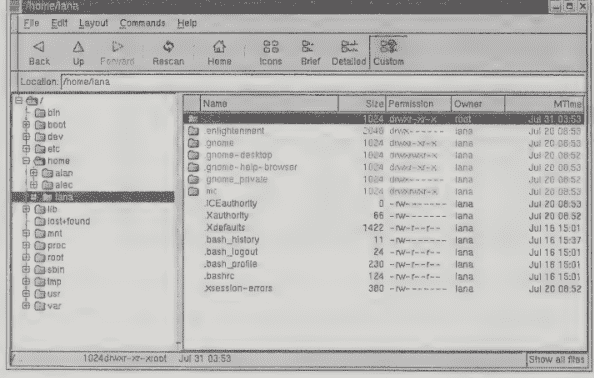 /home/lana
File Edit Layout Commands Help
Back Up Forward Rescan Home Icons Brief Detailed Custom
Location: /home/lana
/
bin
boot
dev
etc
home
alan
alec
lana
lib
lost+found
mnt
proc
root
sbin
tmp
usr
var
Name Size Permission Owner MTime
1024 drwxr-xr-x root Jul 31 03:53
enlightenment 2048 drwx------ lana Jul 20 08:53
gnome 1024 drwxr-xr-x lana Jul 20 08:53
gnome-desktop 1024 drwxrwxr-x lana Jul 20 08:52
gnome-help-browser 1024 lana Jul 20 08:53
gnome_private 1024 drwx------ lana Jul 20 08:52
mc 1024 lana Jul 20 08:53
.ICEauthority 0 -rw------- lana Jul 20 08:53
.Xauthority 66 -rw------- lana Jul 20 08:52
.Xdefaults 1422 -rw-r--r-- lana Jul 16 15:01
.bash_history 11 -rw------- lana Jul 16 15:37
.bash_logout 24 -rw-r--r-- lana Jul 16 15:01
.bash_profile 230 -rw-r--r-- lana Jul 16 15:01
.bashrc 124 -rw-r--r-- lana Jul 16 15:01
.xsession-errors 380 -rw------- lana Jul 20 08:52
/ 1024drwxr-xr-xroot Jul 31 03:53 Show all files